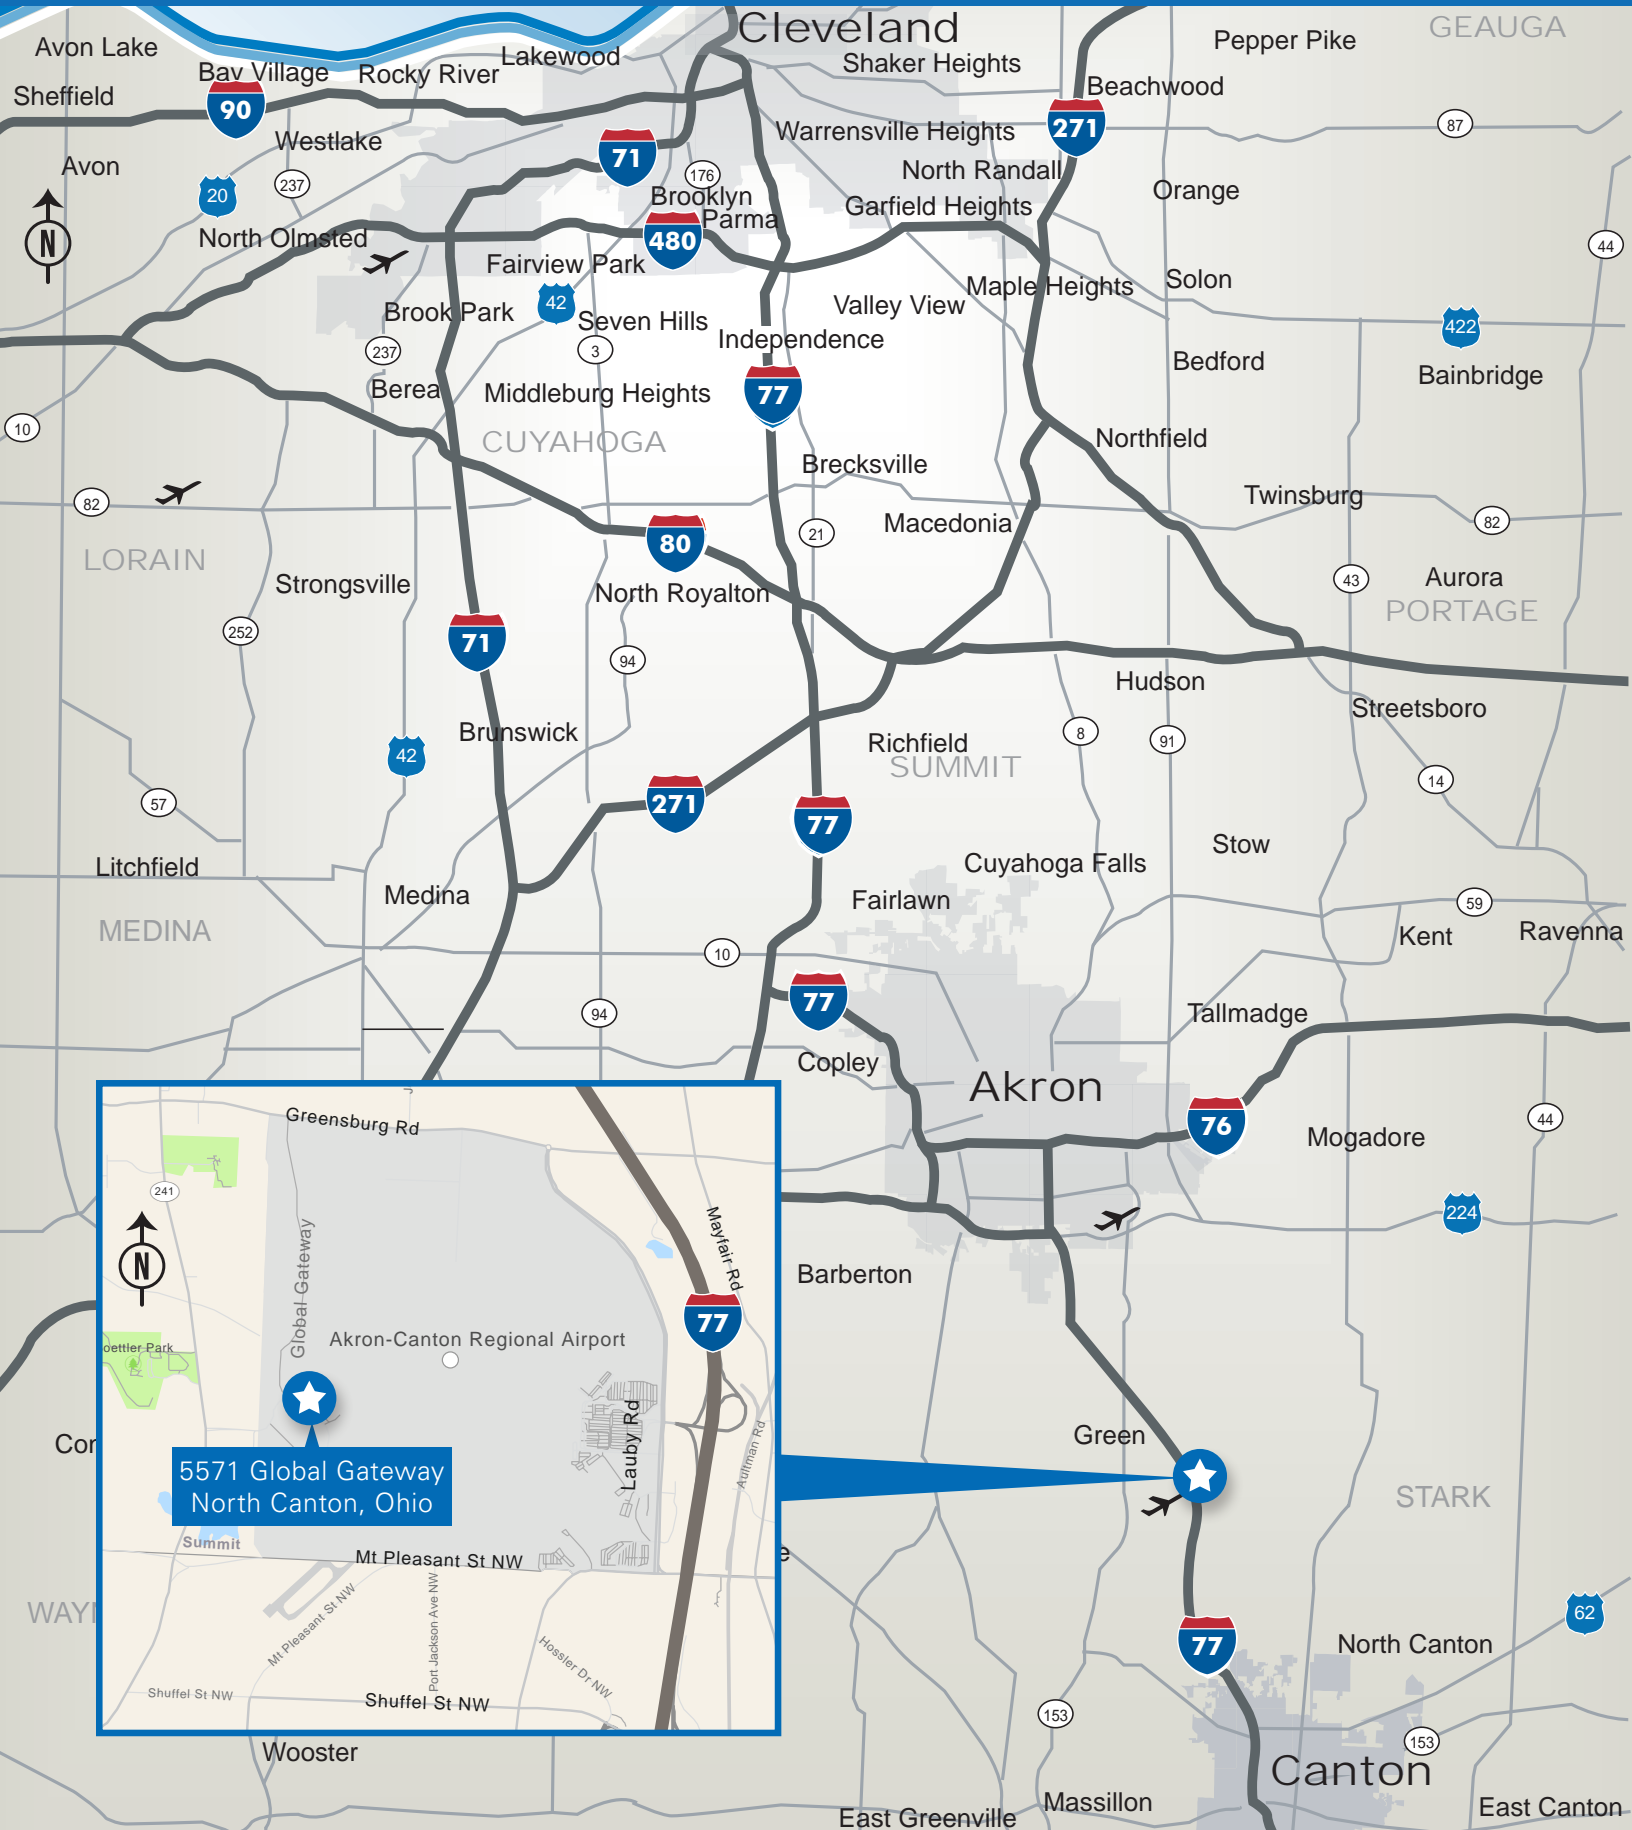 Cleveland
GEAUGA
Avon Lake
Pepper Pike
Lakewood
Shaker Heights
Bay Village
Rocky River
Beachwood
Sheffield
90
271
87
Westlake
Warrensville Heights
71
Avon
North Randall
176
237
20
Brooklyn
Orange
Garfield Heights
Parma
N
North Olmsted
480
44
Fairview Park
Solon
Maple Heights
42
Brook Park
Valley View
Seven Hills
422
Independence
237
3
Bedford
Bainbridge
Berea
Middleburg Heights
77
10
CUYAHOGA
Northfield
Brecksville
82
Twinsburg
Macedonia
82
21
80
LORAIN
Strongsville
North Royalton
43
Aurora
PORTAGE
252
71
94
Hudson
Streetsboro
Brunswick
8
91
Richfield
42
SUMMIT
14
57
271
77
Stow
Litchfield
Cuyahoga Falls
Medina
Fairlawn
59
MEDINA
Kent
Ravenna
10
77
94
Tallmadge
Copley
Akron
76
44
Mogadore
224
Barberton
Green
STARK
Cor
e
WAYN
62
77
North Canton
153
153
Wooster
Canton
Massillon
East Greenville
East Canton
Greensburg Rd
241
N
Global Gateway
Mayfair Rd
77
Akron-Canton Regional Airport
oettler Park
Lauby Rd
Aultman Rd
5571 Global Gateway
North Canton, Ohio
Summit
Mt Pleasant St NW
Mt Pleasant St NW
Port Jackson Ave NW
Hossler Dr NW
Shuffel St NW
Shuffel St NW